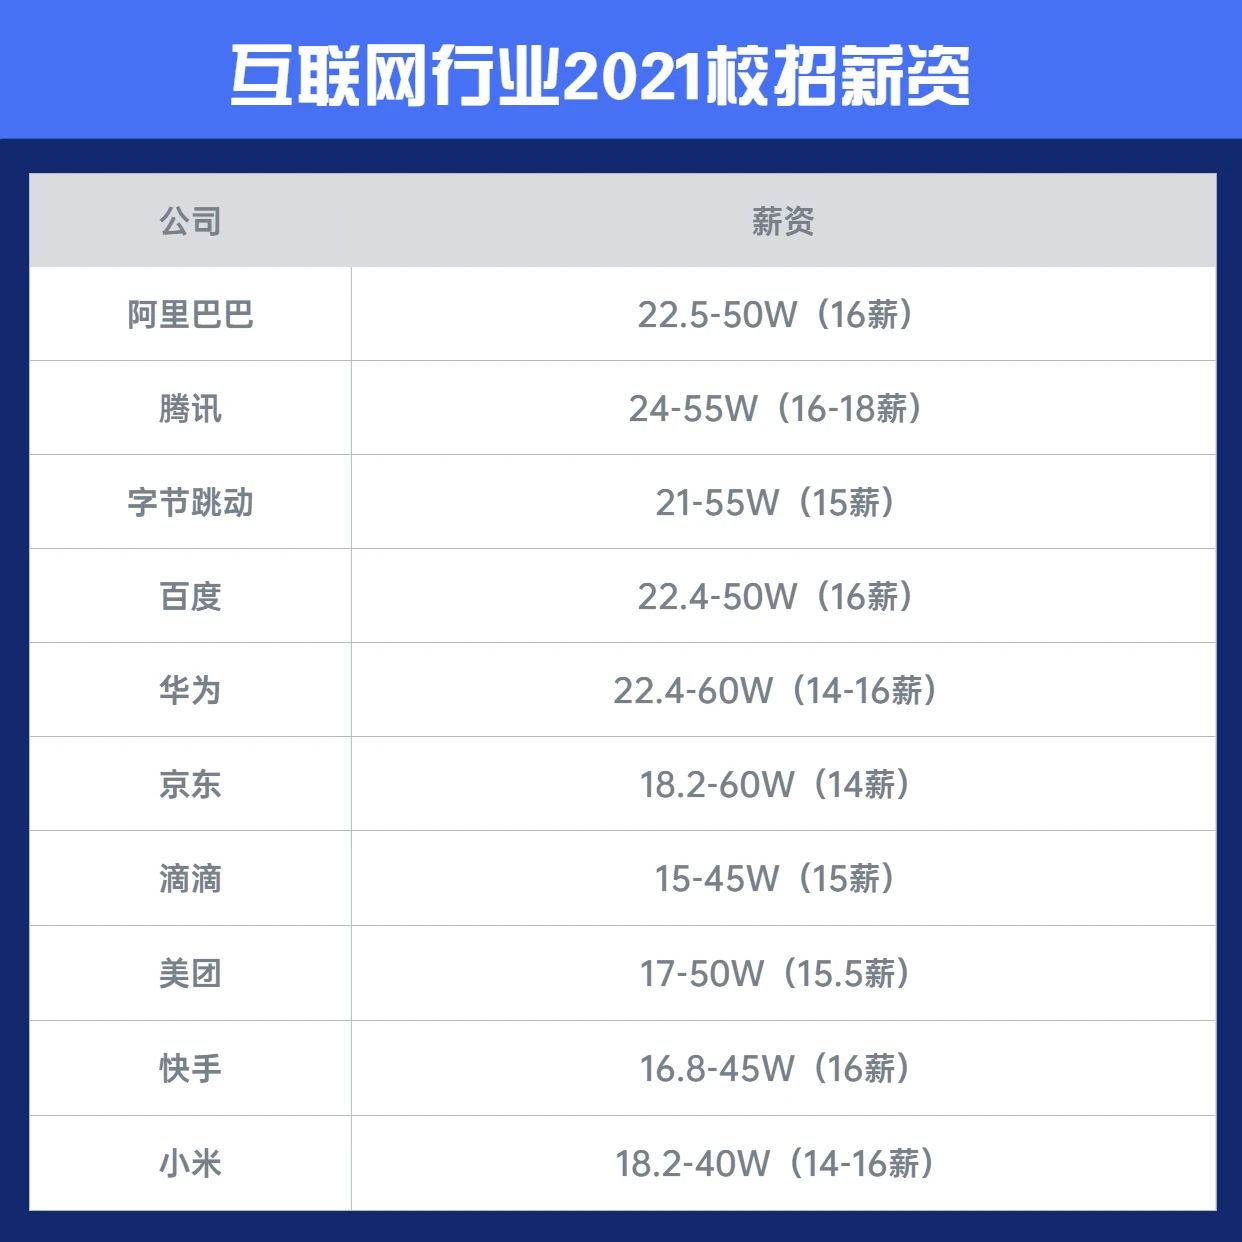 互联网行业2021校招薪资
公司 薪资
阿里巴巴 22.5-50W（16薪）
腾讯 24-55W（16-18薪）
字节跳动 21-55W（15薪）
百度 22.4-50W（16薪）
华为 22.4-60W（14-16薪）
京东 18.2-60W（14薪）
滴滴 15-45W（15薪）
美团 17-50W（15.5薪）
快手 16.8-45W（16薪）
小米 18.2-40W（14-16薪）